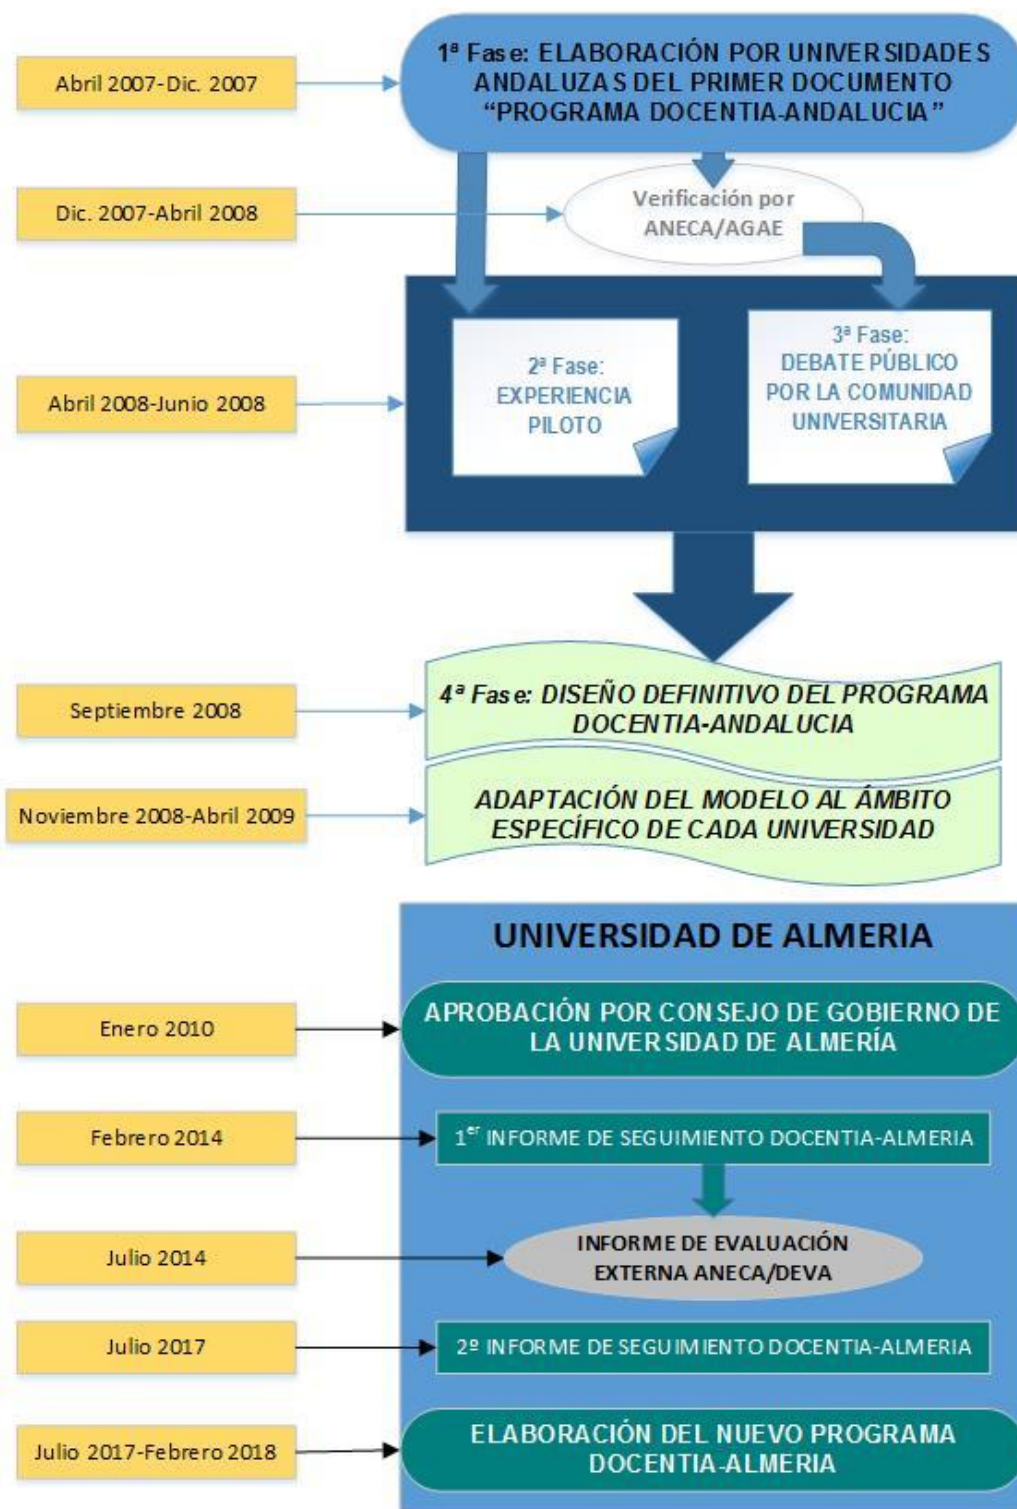 Abril 2007-Dic. 2007
1ª Fase: ELABORACIÓN POR UNIVERSIDADES
ANDALUZAS DEL PRIMER DOCUMENTO
“PROGRAMA DOCENTIA-ANDALUCIA”
Dic. 2007-Abril 2008
Verificación por
ANECA/AGAE
Abril 2008-Junio 2008
2ª Fase:
EXPERIENCIA
PILOTO
3ª Fase:
DEBATE PÚBLICO
POR LA COMUNIDAD
UNIVERSITARIA
Septiembre 2008
4ª Fase: DISEÑO DEFINITIVO DEL PROGRAMA
DOCENTIA-ANDALUCIA
Noviembre 2008-Abril 2009
ADAPTACIÓN DEL MODELO AL ÁMBITO
ESPECÍFICO DE CADA UNIVERSIDAD
UNIVERSIDAD DE ALMERIA
Enero 2010
APROBACIÓN POR CONSEJO DE GOBIERNO DE
LA UNIVERSIDAD DE ALMERÍA
Febrero 2014
1er INFORME DE SEGUIMIENTO DOCENTIA-ALMERIA
Julio 2014
INFORME DE EVALUACIÓN
EXTERNA ANECA/DEVA
Julio 2017
2º INFORME DE SEGUIMIENTO DOCENTIA-ALMERIA
Julio 2017-Febrero 2018
ELABORACIÓN DEL NUEVO PROGRAMA
DOCENTIA-ALMERIA